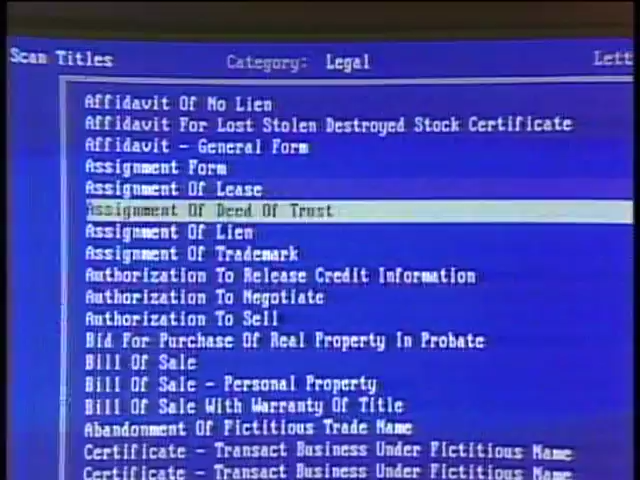 Scan Titles Category: Legal Lett
Affidavit Of No Lien
Affidavit For Lost Stolen Destroyed Stock Certificate
Affidavit - General Form
Assignment Form
Assignment Of Lease
Assignment Of Deed Of Trust
Assignment Of Lien
Assignment Of Trademark
Authorization To Release Credit Information
Authorization To Negotiate
Authorization To Sell
Bid For Purchase Of Real Property In Probate
Bill Of Sale
Bill Of Sale - Personal Property
Bill Of Sale With Warranty Of Title
Abandonment Of Fictitious Trade Name
Certificate - Transact Business Under Fictitious Name
Certificate - Transact Business Under Fictitious Name